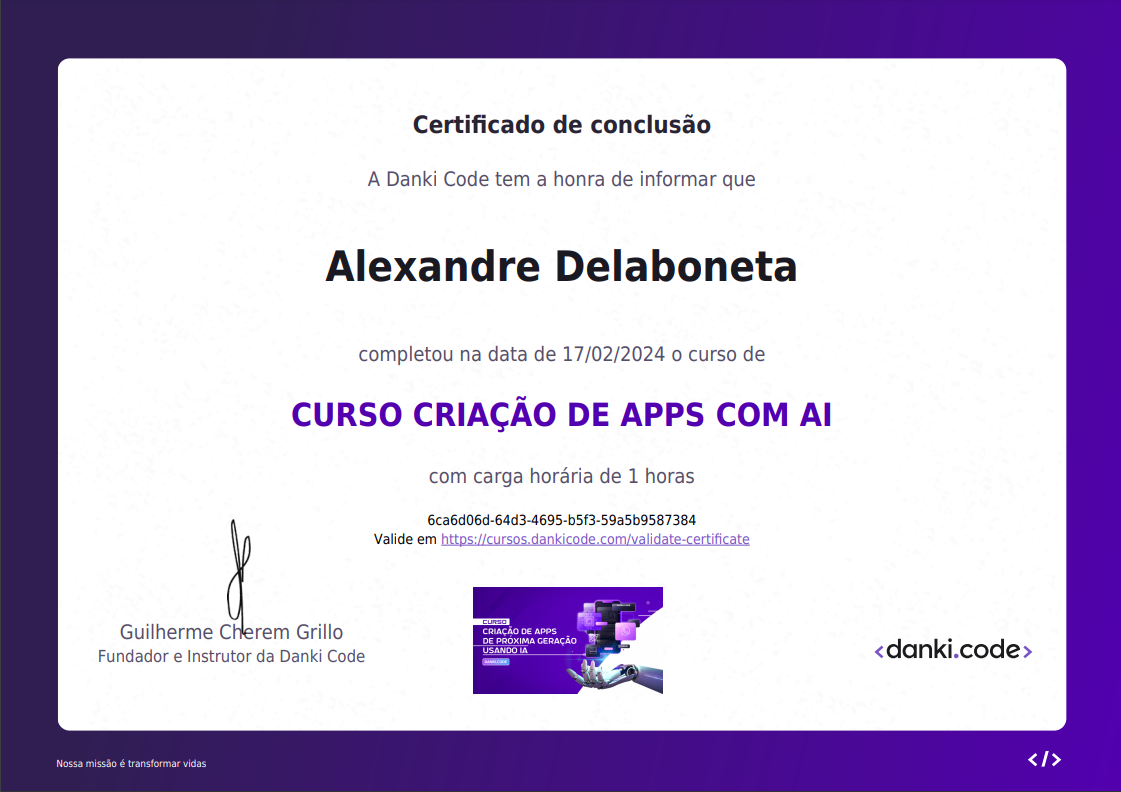 Certificado de conclusão
A Danki Code tem a honra de informar que
Alexandre Delaboneta
completou na data de 17/02/2024 o curso de
CURSO CRIAÇÃO DE APPS COM AI
com carga horária de 1 horas
6ca6d06d-64d3-4695-b5f3-59a5b9587384
Valide em https://cursos.dankicode.com/validate-certificate
Guilherme Cherem Grillo
Fundador e Instrutor da Danki Code
CURSO
CRIAÇÃO DE APPS
DE PRÓXIMA GERAÇÃO
USANDO IA
<danki.code>
Nossa missão é transformar vidas
</>